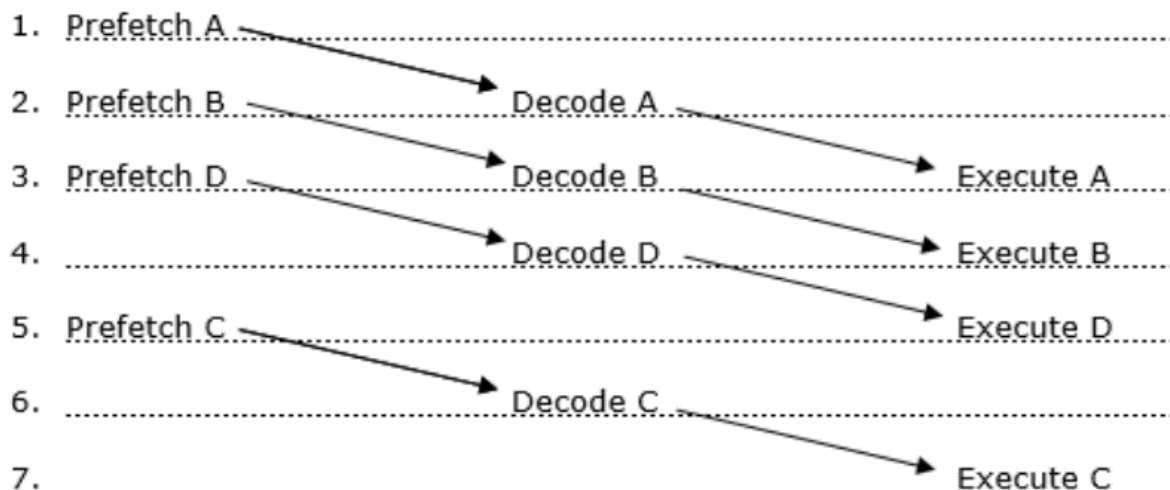 1. Prefetch A
2. Prefetch B Decode A
3. Prefetch D Decode B Execute A
4. Decode D Execute B
5. Prefetch C Execute D
6. Decode C
7. Execute C